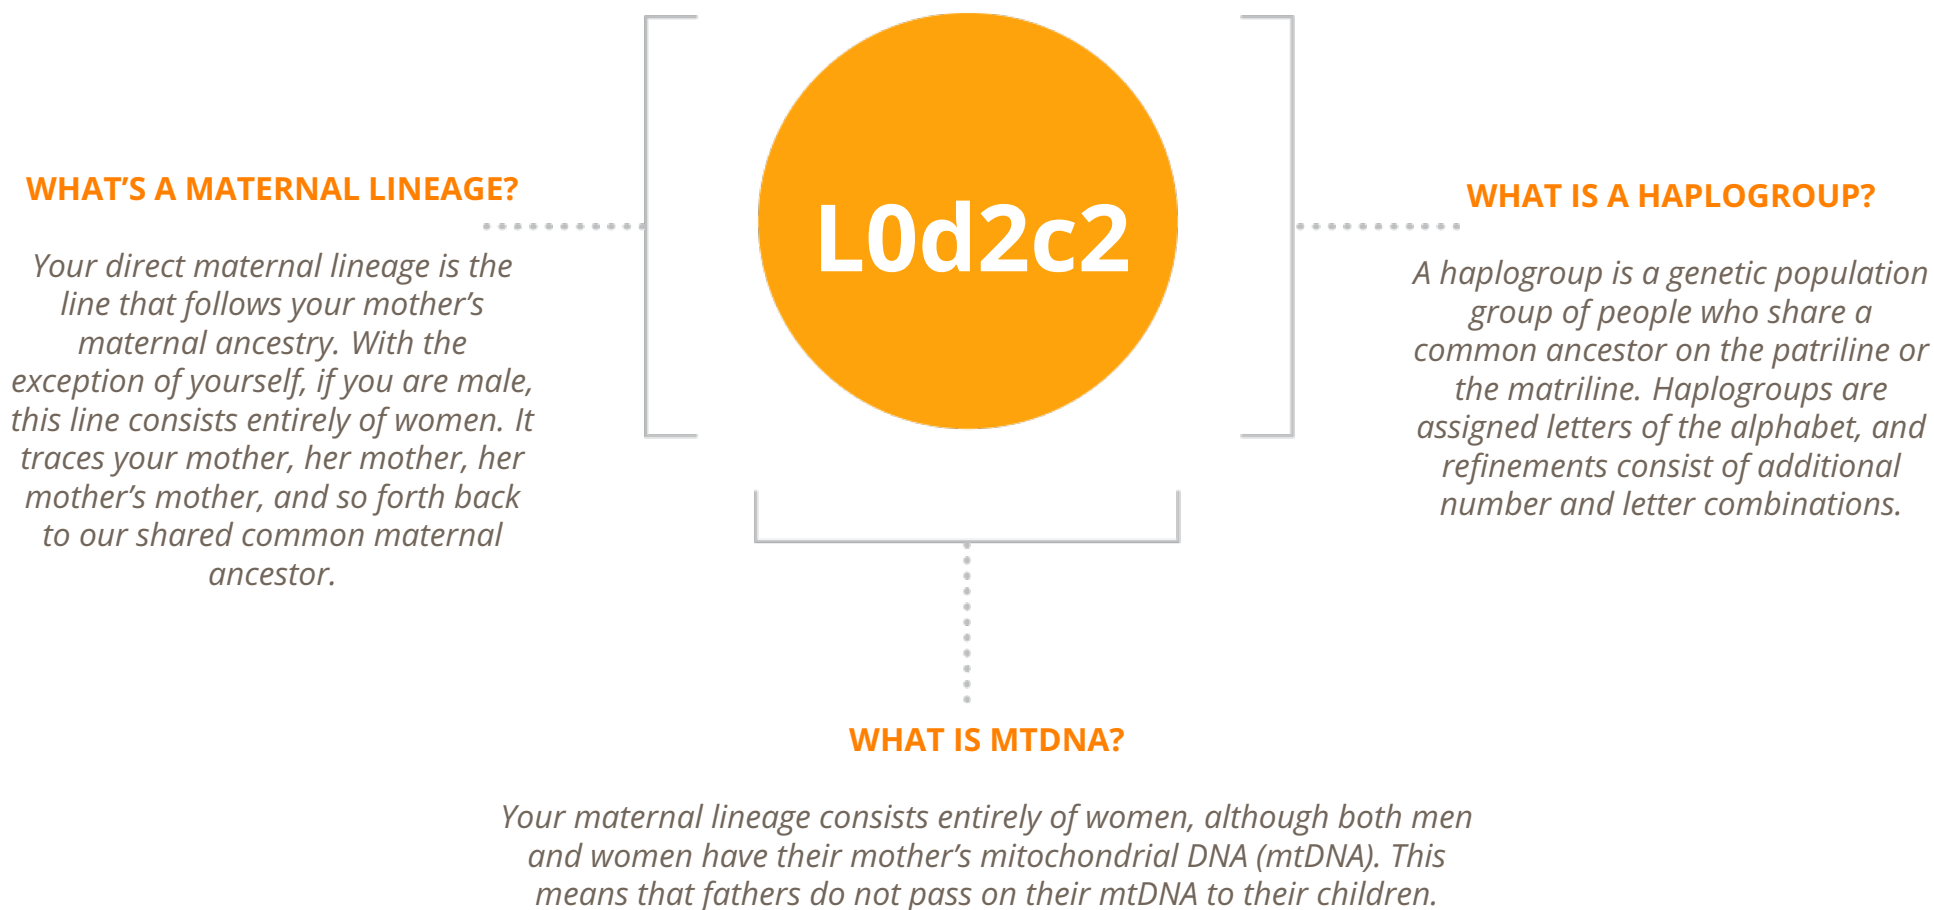 L0d2c2
WHAT’S A MATERNAL LINEAGE?
Your direct maternal lineage is the
line that follows your mother’s
maternal ancestry. With the
exception of yourself, if you are male,
this line consists entirely of women. It
traces your mother, her mother, her
mother’s mother, and so forth back
to our shared common maternal
ancestor.
WHAT IS A HAPLOGROUP?
A haplogroup is a genetic population
group of people who share a
common ancestor on the patriline or
the matriline. Haplogroups are
assigned letters of the alphabet, and
refinements consist of additional
number and letter combinations.
WHAT IS MTDNA?
Your maternal lineage consists entirely of women, although both men
and women have their mother’s mitochondrial DNA (mtDNA). This
means that fathers do not pass on their mtDNA to their children.